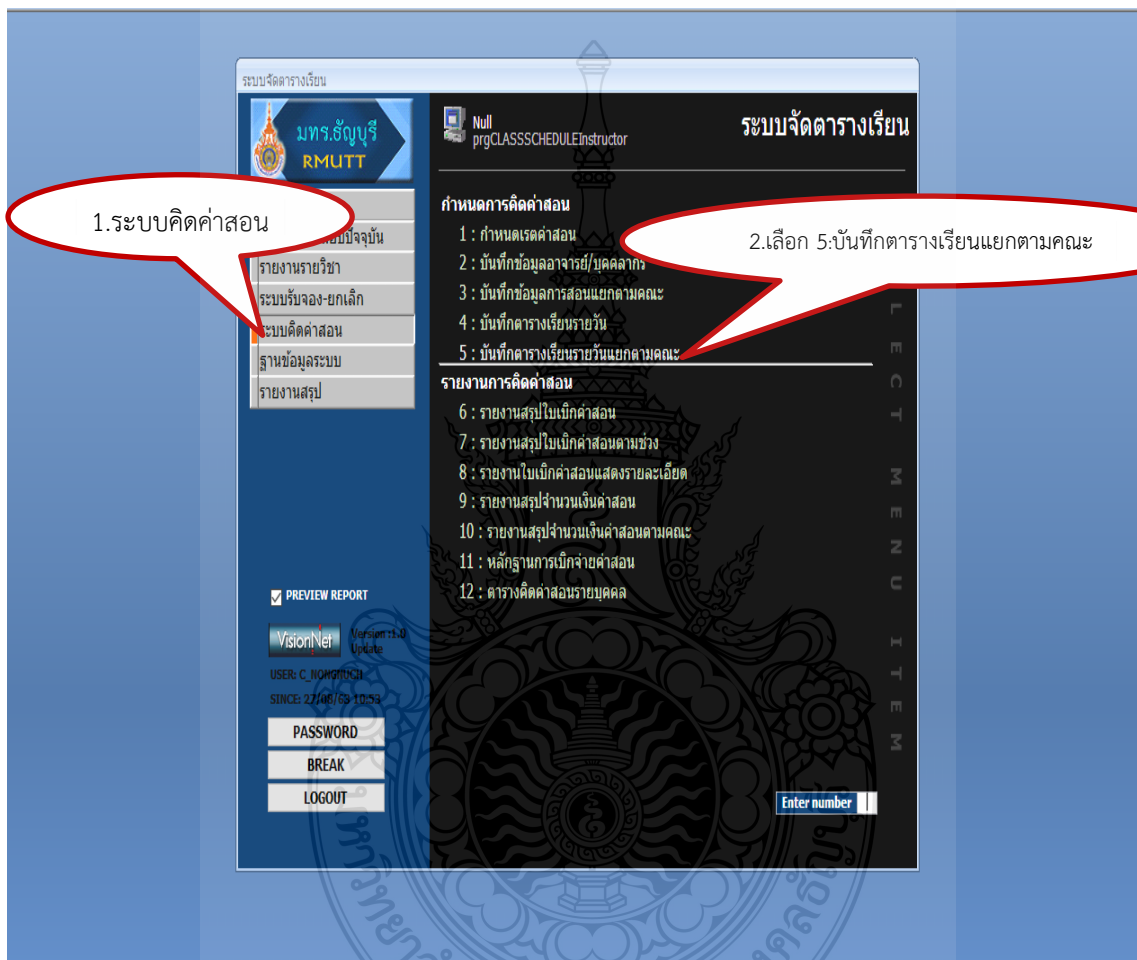 ระบบจัดตารางเรียน
มทร.ธัญบุรี
RMUTT
Null
prgCLASSSCHEDULEInstructor
ระบบจัดตารางเรียน
1.ระบบคิดค่าสอน
ปัจจุบัน
รายงานรายวิชา
ระบบรับจอง-ยกเลิก
ระบบคิดค่าสอน
ฐานข้อมูลระบบ
รายงานสรุป
กำหนดการคิดค่าสอน
1 : กำหนดเรตค่าสอน
2 : บันทึกข้อมูลอาจารย์/บุคคลากร
3 : บันทึกข้อมูลการสอนแยกตามคณะ
4 : บันทึกตารางเรียนรายวัน
5 : บันทึกตารางเรียนรายวันแยกตามคณะ
2.เลือก 5:บันทึกตารางเรียนแยกตามคณะ
รายงานการคิดค่าสอน
6 : รายงานสรุปใบเบิกค่าสอน
7 : รายงานสรุปใบเบิกค่าสอนตามช่วง
8 : รายงานใบเบิกค่าสอนแสดงรายละเอียด
9 : รายงานสรุปจำนวนเงินค่าสอน
10 : รายงานสรุปจำนวนเงินค่าสอนตามคณะ
11 : หลักฐานการเบิกจ่ายค่าสอน
12 : ตารางคิดค่าสอนรายบุคคล
LECT MENU ITEM
PREVIEW REPORT
VisionNet
Version :1.0
Update
USER: C_NONGNUCH
SINCE: 27/08/63 10:53
PASSWORD
BREAK
LOGOUT
Enter number